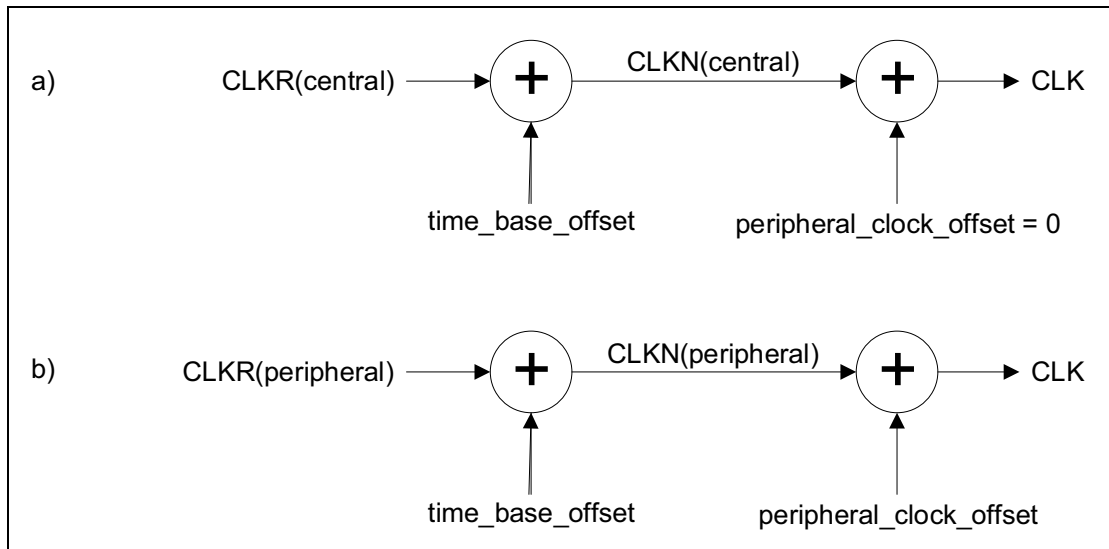 a)
CLKR(central)
+
CLKN(central)
+
CLK
time_base_offset
peripheral_clock_offset = 0
b)
CLKR(peripheral)
+
CLKN(peripheral)
+
CLK
time_base_offset
peripheral_clock_offset